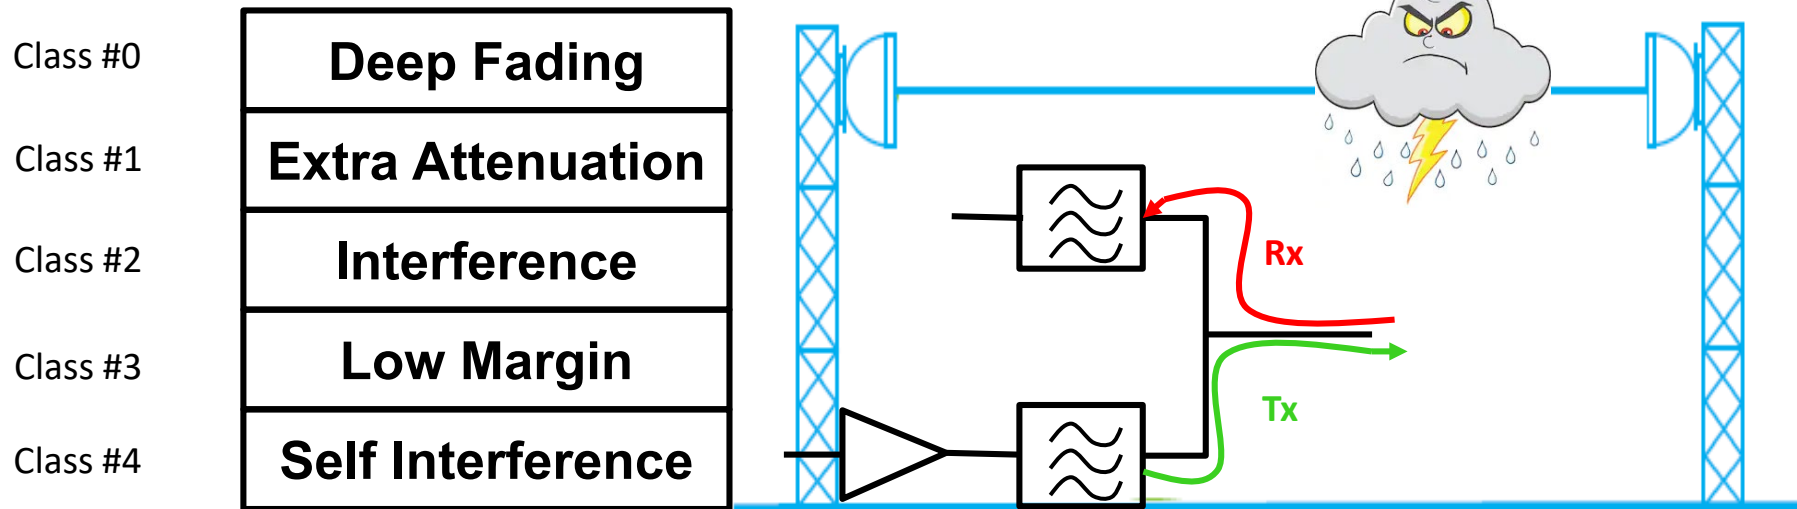 Class #0
Deep Fading
Class #1
Extra Attenuation
Class #2
Interference
Rx
Class #3
Low Margin
Tx
Class #4
Self Interference